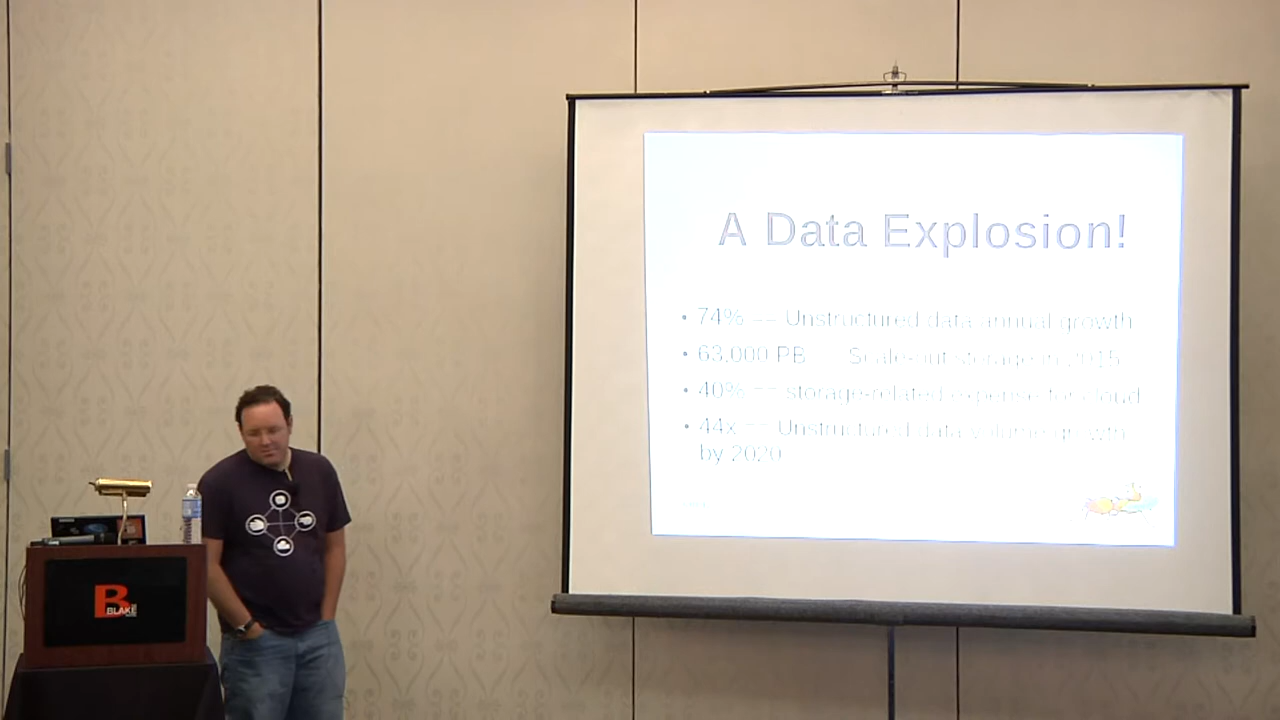 A Data Explosion!
• 74% == Unstructured data annual growth
• 63,000 PB Scale-out storage in 2015
• 40% == storage-related expense for cloud
• 44x == Unstructured data volume growth
by 2020
B
BLAKE